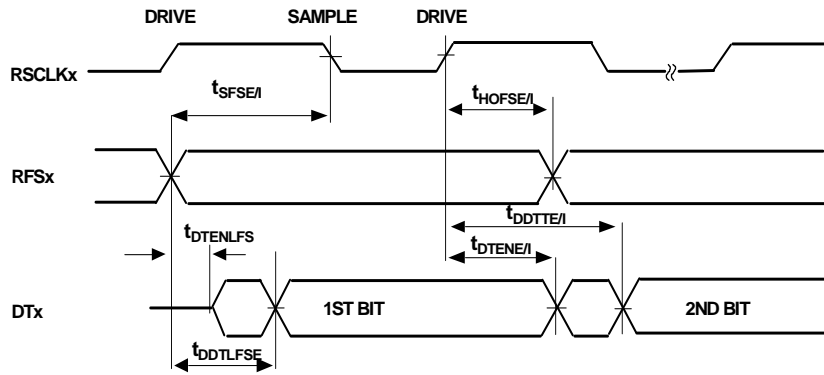 DRIVE SAMPLE DRIVE
RSCLKx
tSFSE/I
tHOFSE/I
RFSx
tDDTTE/I
tDTENLFS
tDTENE/I
DTx
1ST BIT
2ND BIT
tDDTLFSE